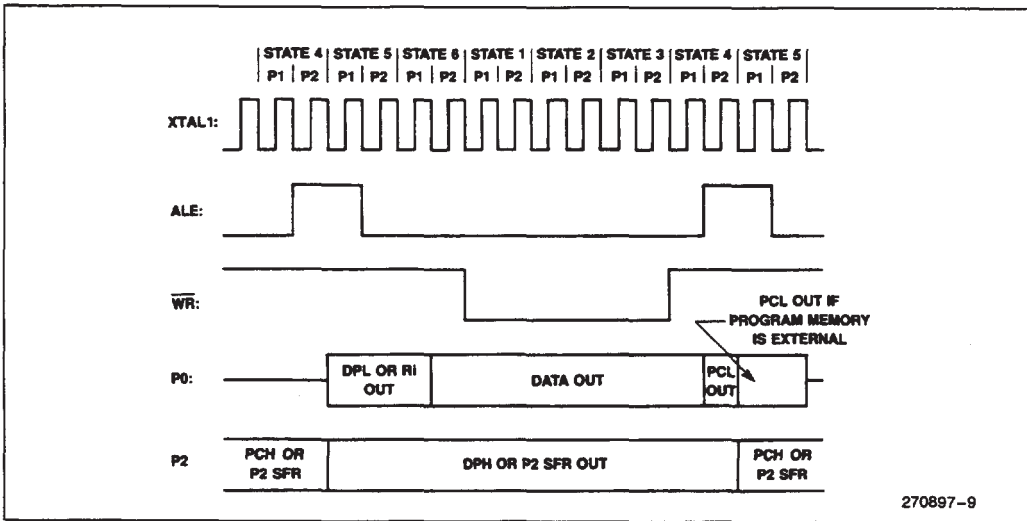 STATE 4 STATE 5 STATE 6 STATE 1 STATE 2 STATE 3 STATE 4 STATE 5
P1 P2 P1 P2 P1 P2 P1 P2 P1 P2 P1 P2 P1 P2 P1 P2
XTAL1:
ALE:
WR:
PCL OUT IF
PROGRAM MEMORY
IS EXTERNAL
P0:
DPL OR Ri
OUT
DATA OUT
PCL
OUT
P2
PCH OR
P2 SFR
DPH OR P2 SFR OUT
PCH OR
P2 SFR
270897-9